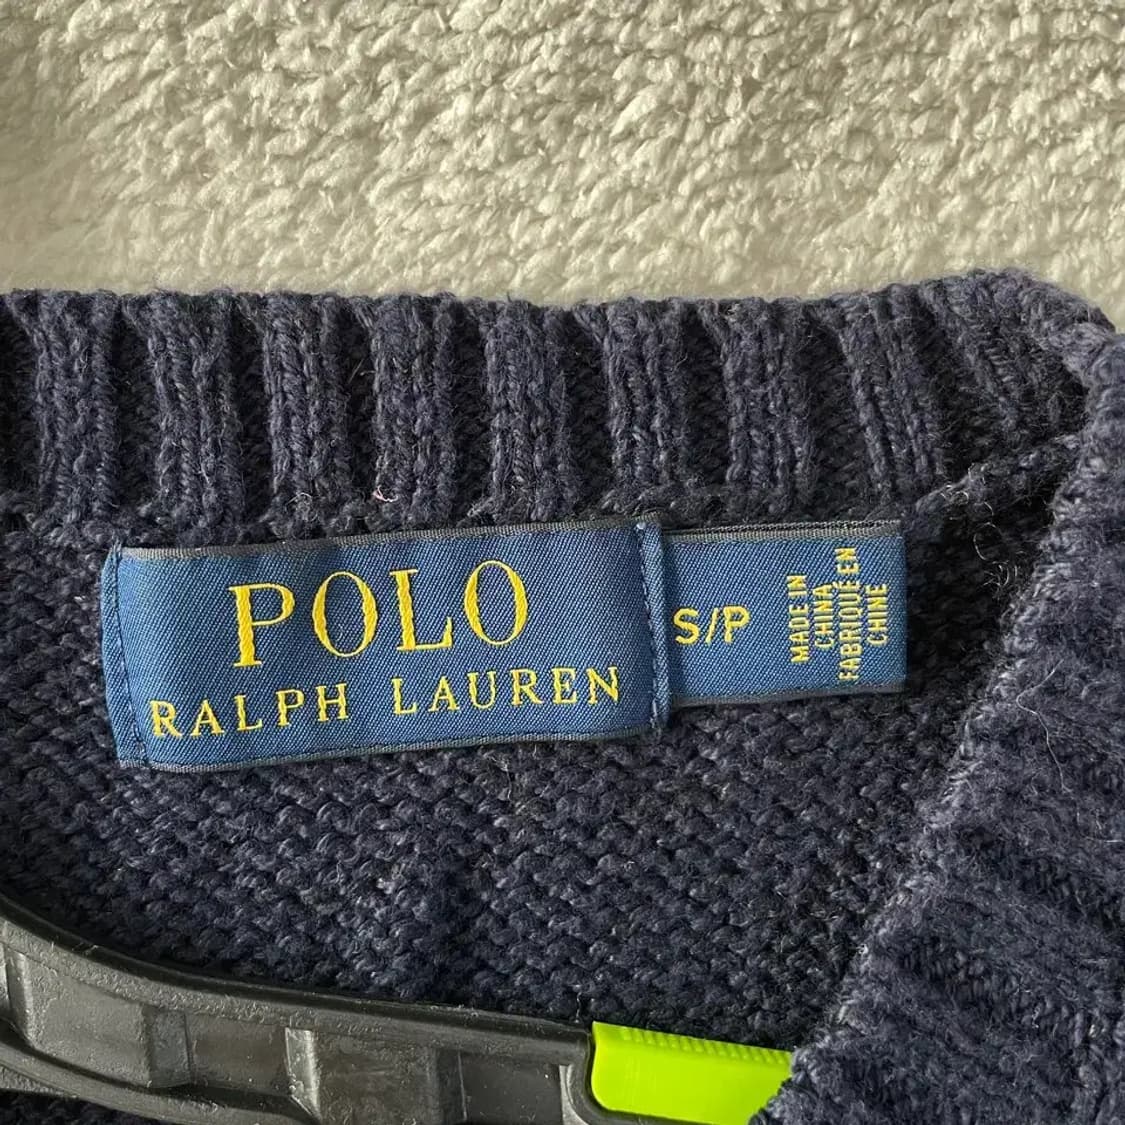 POLO
RALPH LAUREN
S/P
MADE IN
CHINA
FABRIQUÉ EN
CHINE